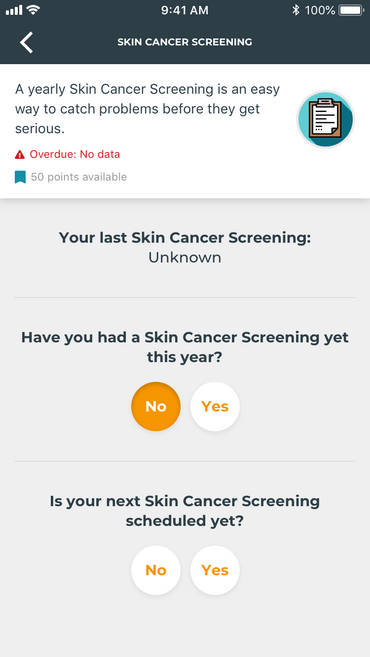 9:41 AM
100%
SKIN CANCER SCREENING
A yearly Skin Cancer Screening is an easy
way to catch problems before they get
serious.
Overdue: No data
50 points available
Your last Skin Cancer Screening:
Unknown
Have you had a Skin Cancer Screening yet
this year?
No Yes
Is your next Skin Cancer Screening
scheduled yet?
No Yes